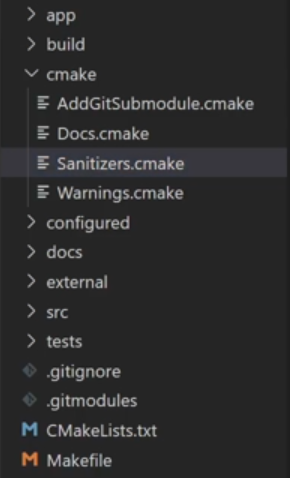 app
build
cmake
AddGitSubmodule.cmake
Docs.cmake
Sanitizers.cmake
Warnings.cmake
configured
docs
external
src
tests
.gitignore
.gitmodules
CMakeLists.txt
Makefile